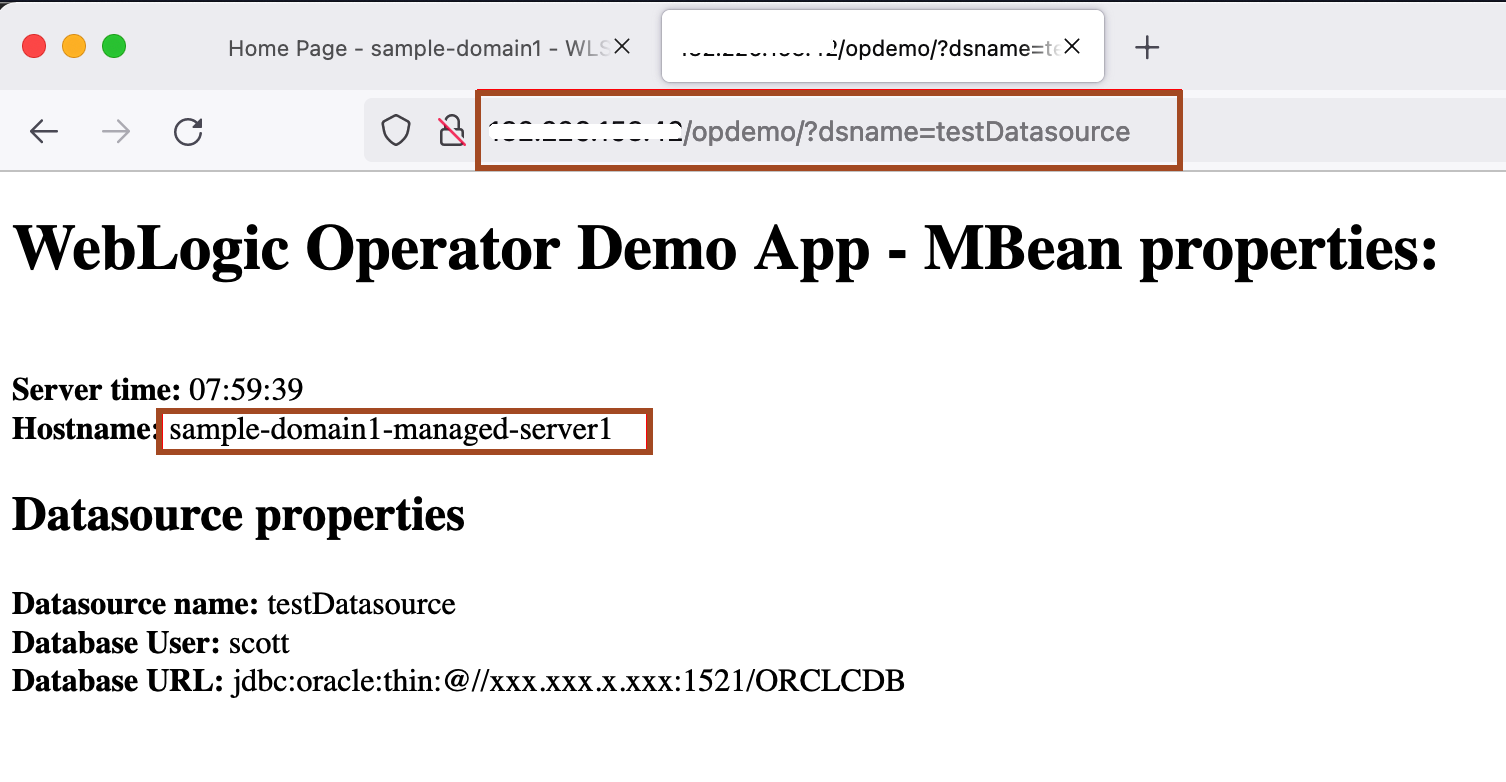 Home Page - sample-domain1 - WLS
/opdemo/?dsname=te
/opdemo/?dsname=testDatasource
WebLogic Operator Demo App - MBean properties:
Server time: 07:59:39
Hostname: sample-domain1-managed-server1
Datasource properties
Datasource name: testDatasource
Database User: scott
Database URL: jdbc:oracle:thin:@//xxx.xxx.x.xxx:1521/ORCLCDB